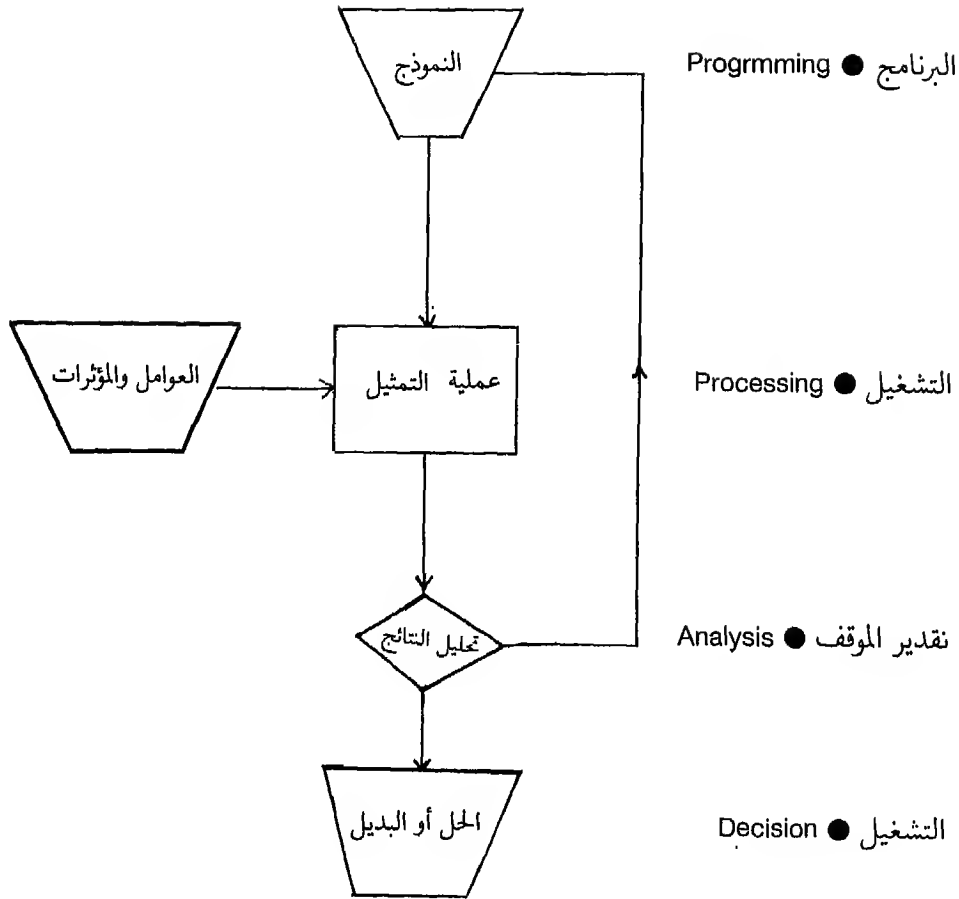 النموذج
البرنامج ● Progrmming
العوامل والمؤثرات
عملية التمثيل
التشغيل ● Processing
تحليل النتائج
نقدير الموقف ● Analysis
الحل أو البديل
التشغيل ● Decision